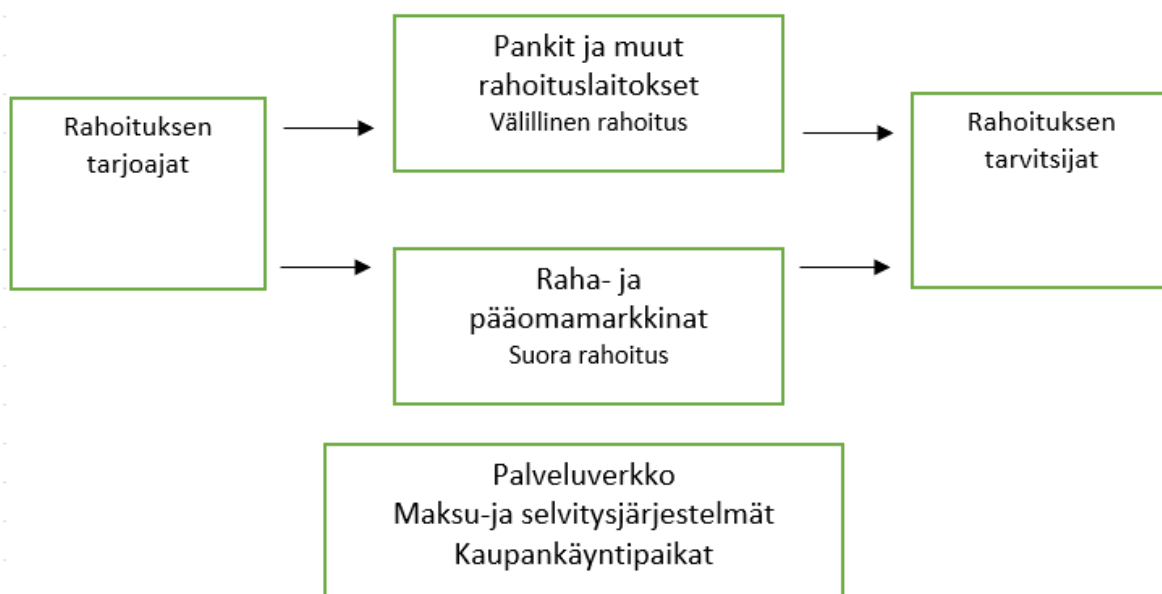 Rahoituksen
tarjoajat
Pankit ja muut
rahoituslaitokset
Välillinen rahoitus
Raha- ja
pääomamarkkinat
Suora rahoitus
Rahoituksen
tarvitsijat
Palveluverkko
Maksu-ja selvitysjärjestelmät
Kaupankäyntipaikat